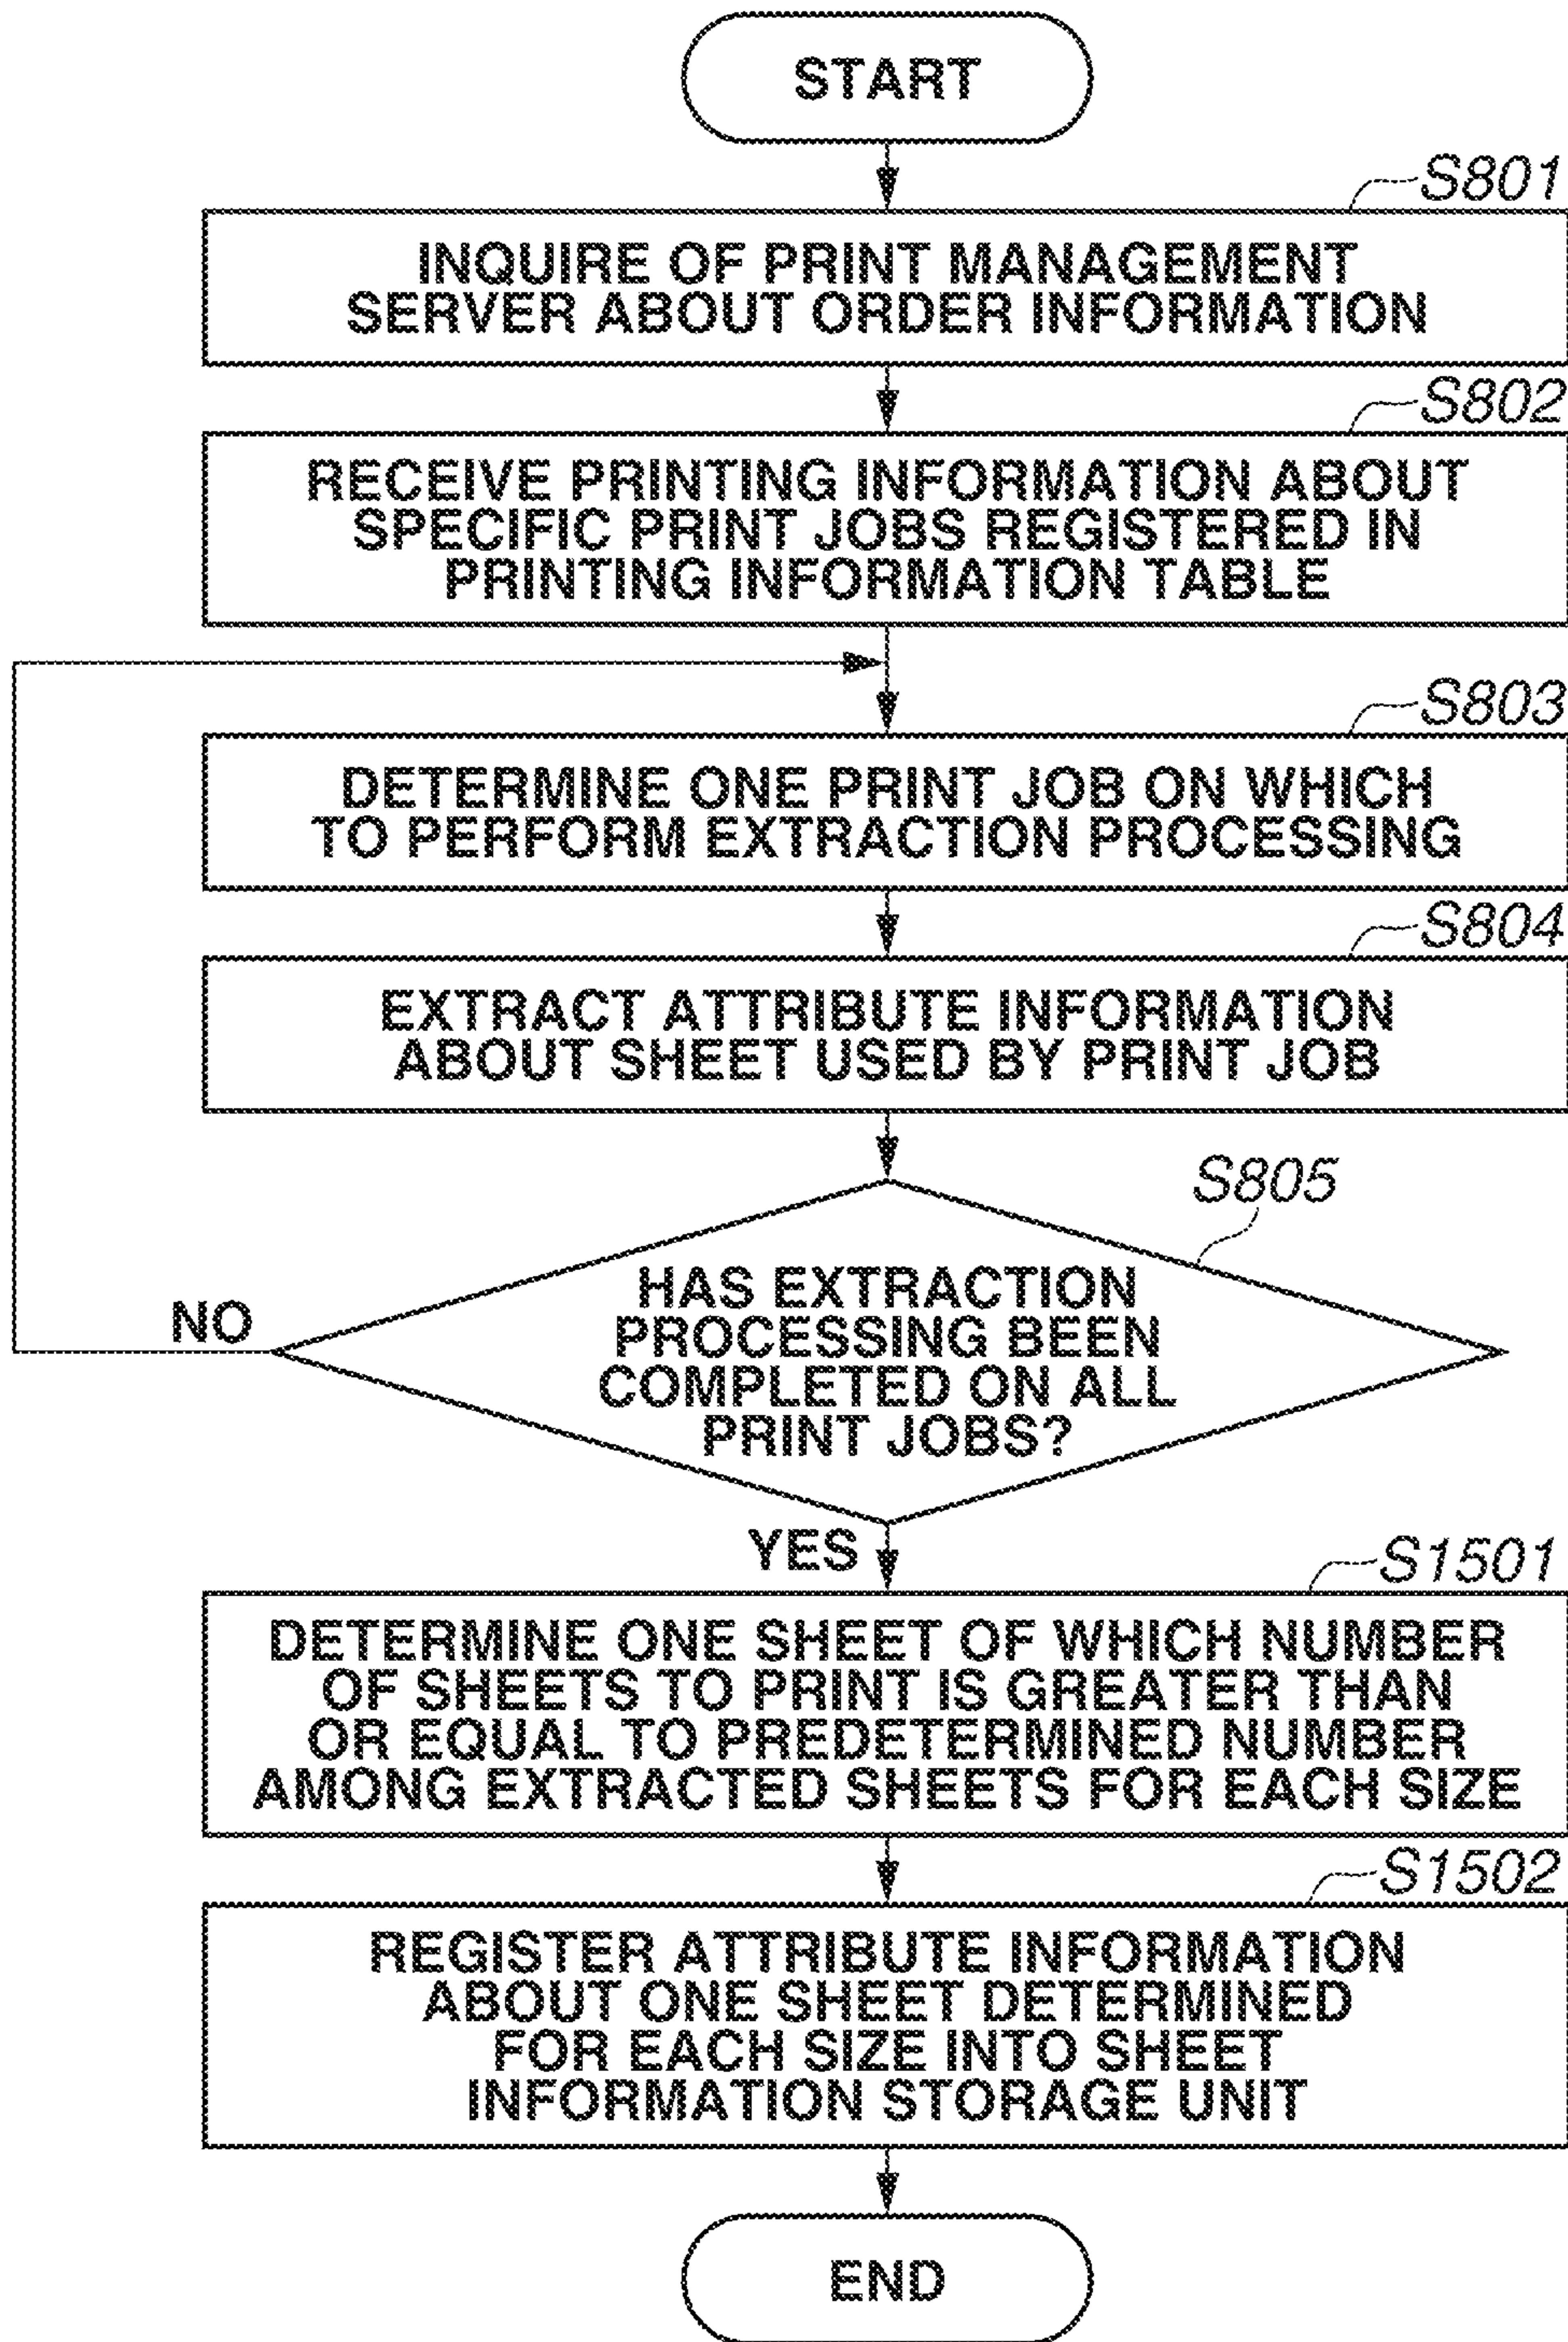 START
S801
INQUIRE OF PRINT MANAGEMENT
SERVER ABOUT ORDER INFORMATION
S802
RECEIVE PRINTING INFORMATION ABOUT
SPECIFIC PRINT JOBS REGISTERED IN
PRINTING INFORMATION TABLE
S803
DETERMINE ONE PRINT JOB ON WHICH
TO PERFORM EXTRACTION PROCESSING
S804
EXTRACT ATTRIBUTE INFORMATION
ABOUT SHEET USED BY PRINT JOB
S805
HAS EXTRACTION
PROCESSING BEEN
COMPLETED ON ALL
PRINT JOBS?
NO
YES
S1501
DETERMINE ONE SHEET OF WHICH NUMBER
OF SHEETS TO PRINT IS GREATER THAN
OR EQUAL TO PREDETERMINED NUMBER
AMONG EXTRACTED SHEETS FOR EACH SIZE
S1502
REGISTER ATTRIBUTE INFORMATION
ABOUT ONE SHEET DETERMINED
FOR EACH SIZE INTO SHEET
INFORMATION STORAGE UNIT
END